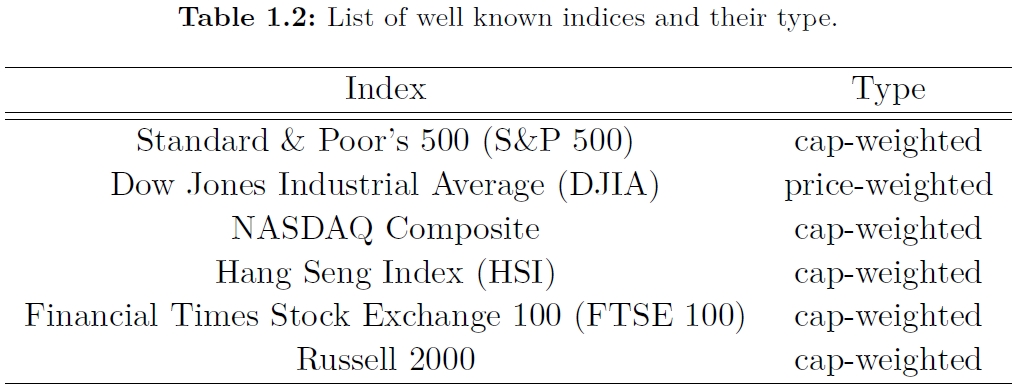 Table 1.2: List of well known indices and their type.
Index Type
Standard & Poor's 500 (S&P 500) cap-weighted
Dow Jones Industrial Average (DJIA) price-weighted
NASDAQ Composite cap-weighted
Hang Seng Index (HSI) cap-weighted
Financial Times Stock Exchange 100 (FTSE 100) cap-weighted
Russell 2000 cap-weighted